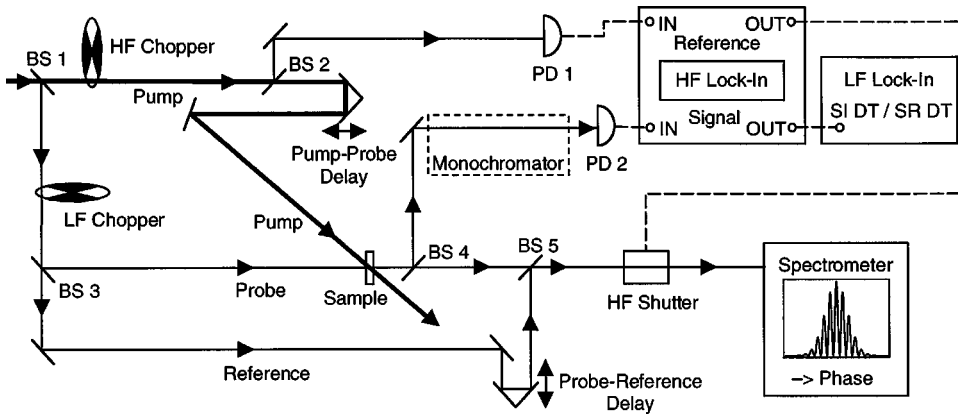 BS 1
HF Chopper
Pump
BS 2
PD 1
IN
OUT
Reference
HF Lock-In
Signal
IN
OUT
LF Lock-In
SI DT / SR DT
Pump-Probe
Delay
Monochromator
PD 2
LF Chopper
Pump
BS 3
Probe
Sample
BS 4
BS 5
HF Shutter
Spectrometer
–> Phase
Reference
Probe-Reference
Delay